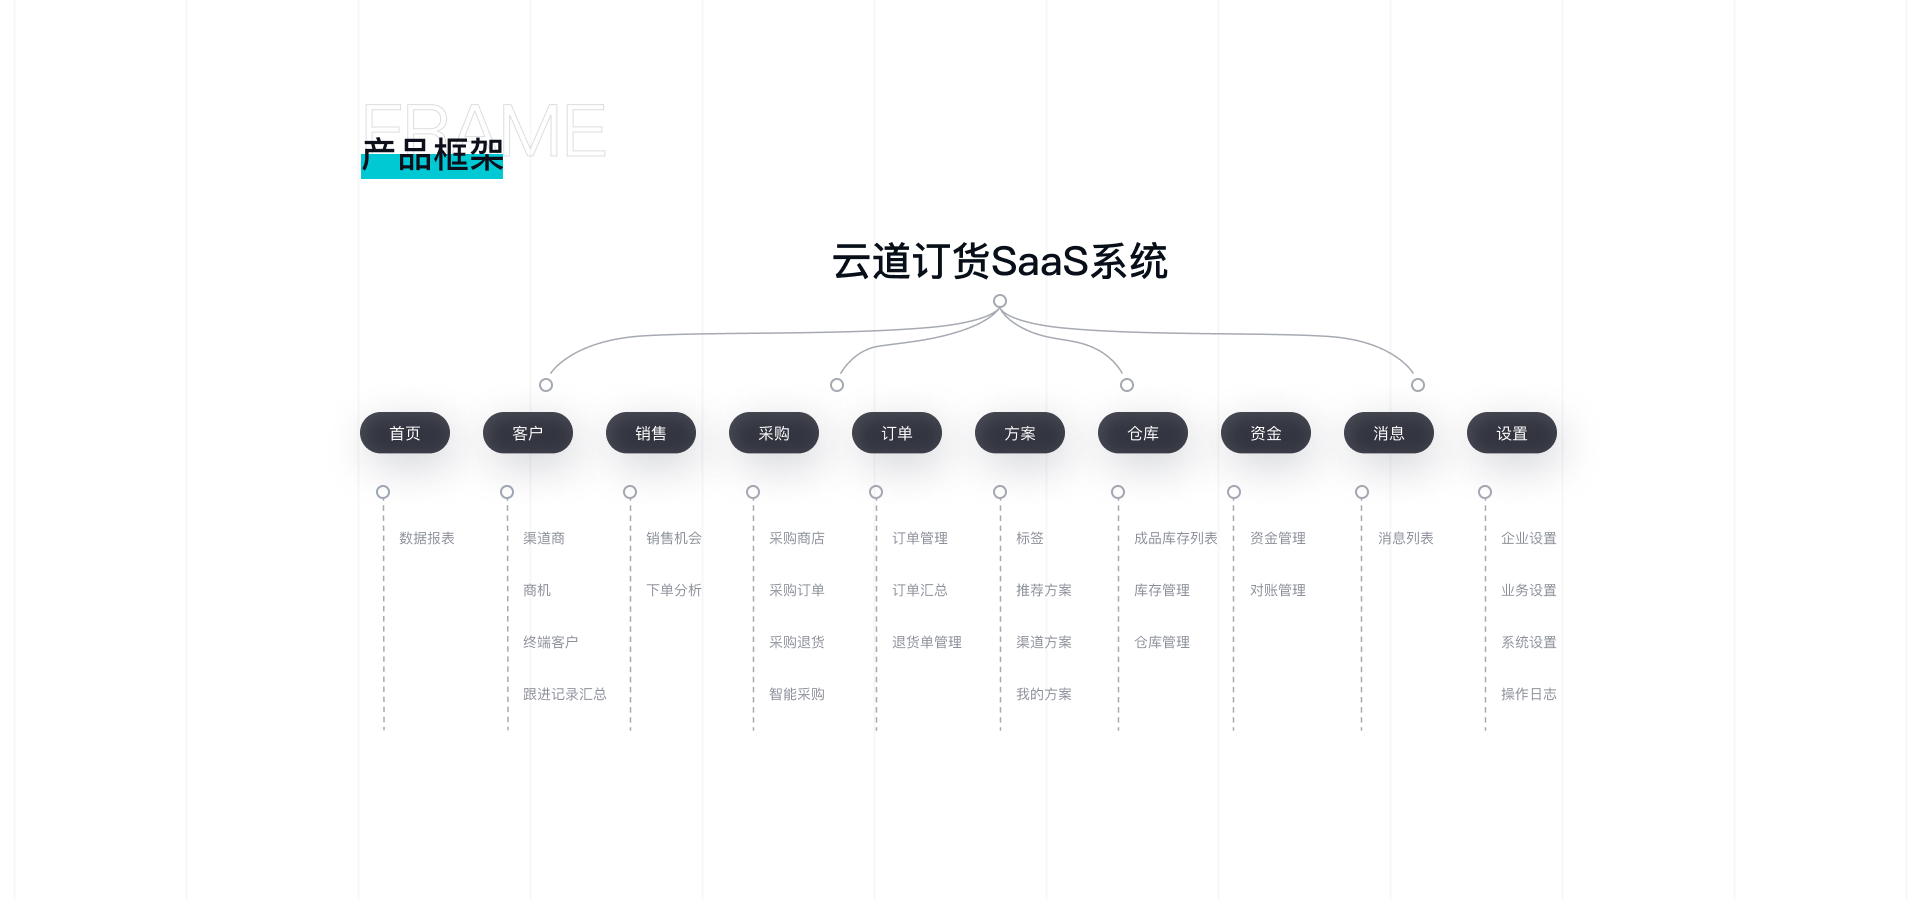 FRAME
产品框架
云道订货SaaS系统
首页 客户 销售 采购 订单 方案 仓库 资金 消息 设置
数据报表 渠道商 销售机会 采购商店 订单管理 标签 成品库存列表 资金管理 消息列表 企业设置
商机 下单分析 采购订单 订单汇总 推荐方案 库存管理 对账管理 业务设置
终端客户 采购退货 退货单管理 渠道方案 仓库管理 系统设置
跟进记录汇总 智能采购 我的方案 操作日志